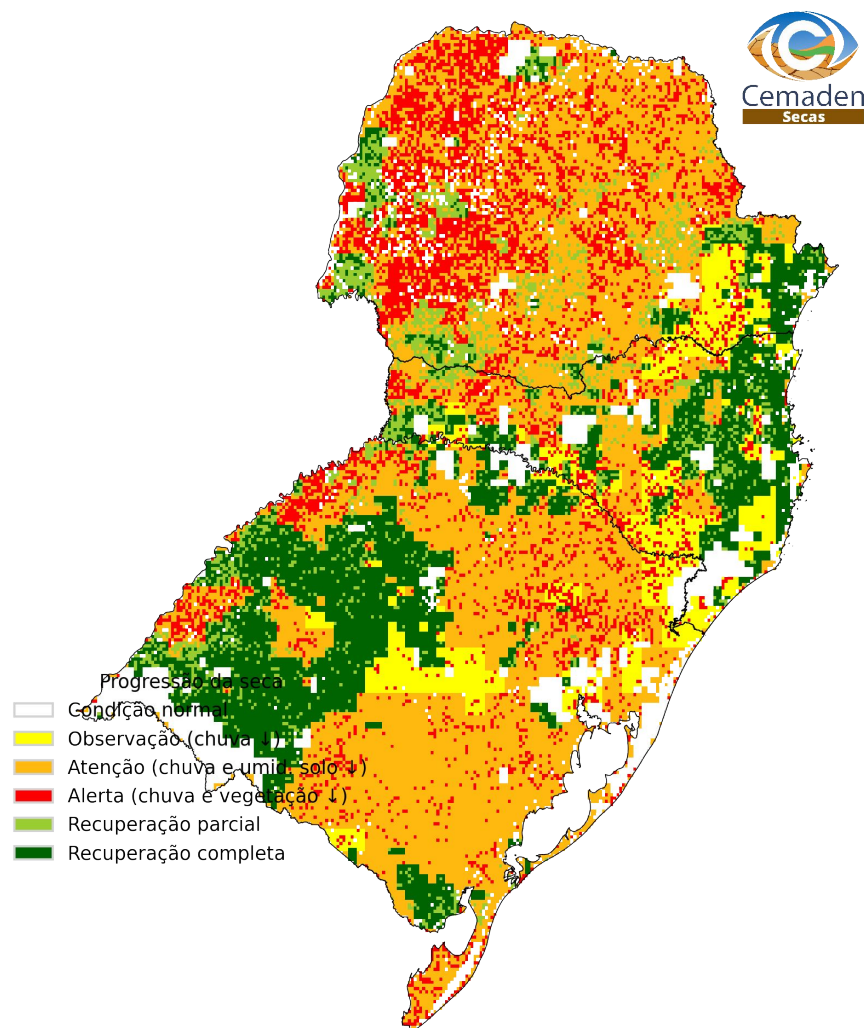 Cemaden
Secas
Progressão da seca
Condição normal
Observação (chuva ↓)
Atenção (chuva e umid. solo ↓)
Alerta (chuva e vegetação ↓)
Recuperação parcial
Recuperação completa